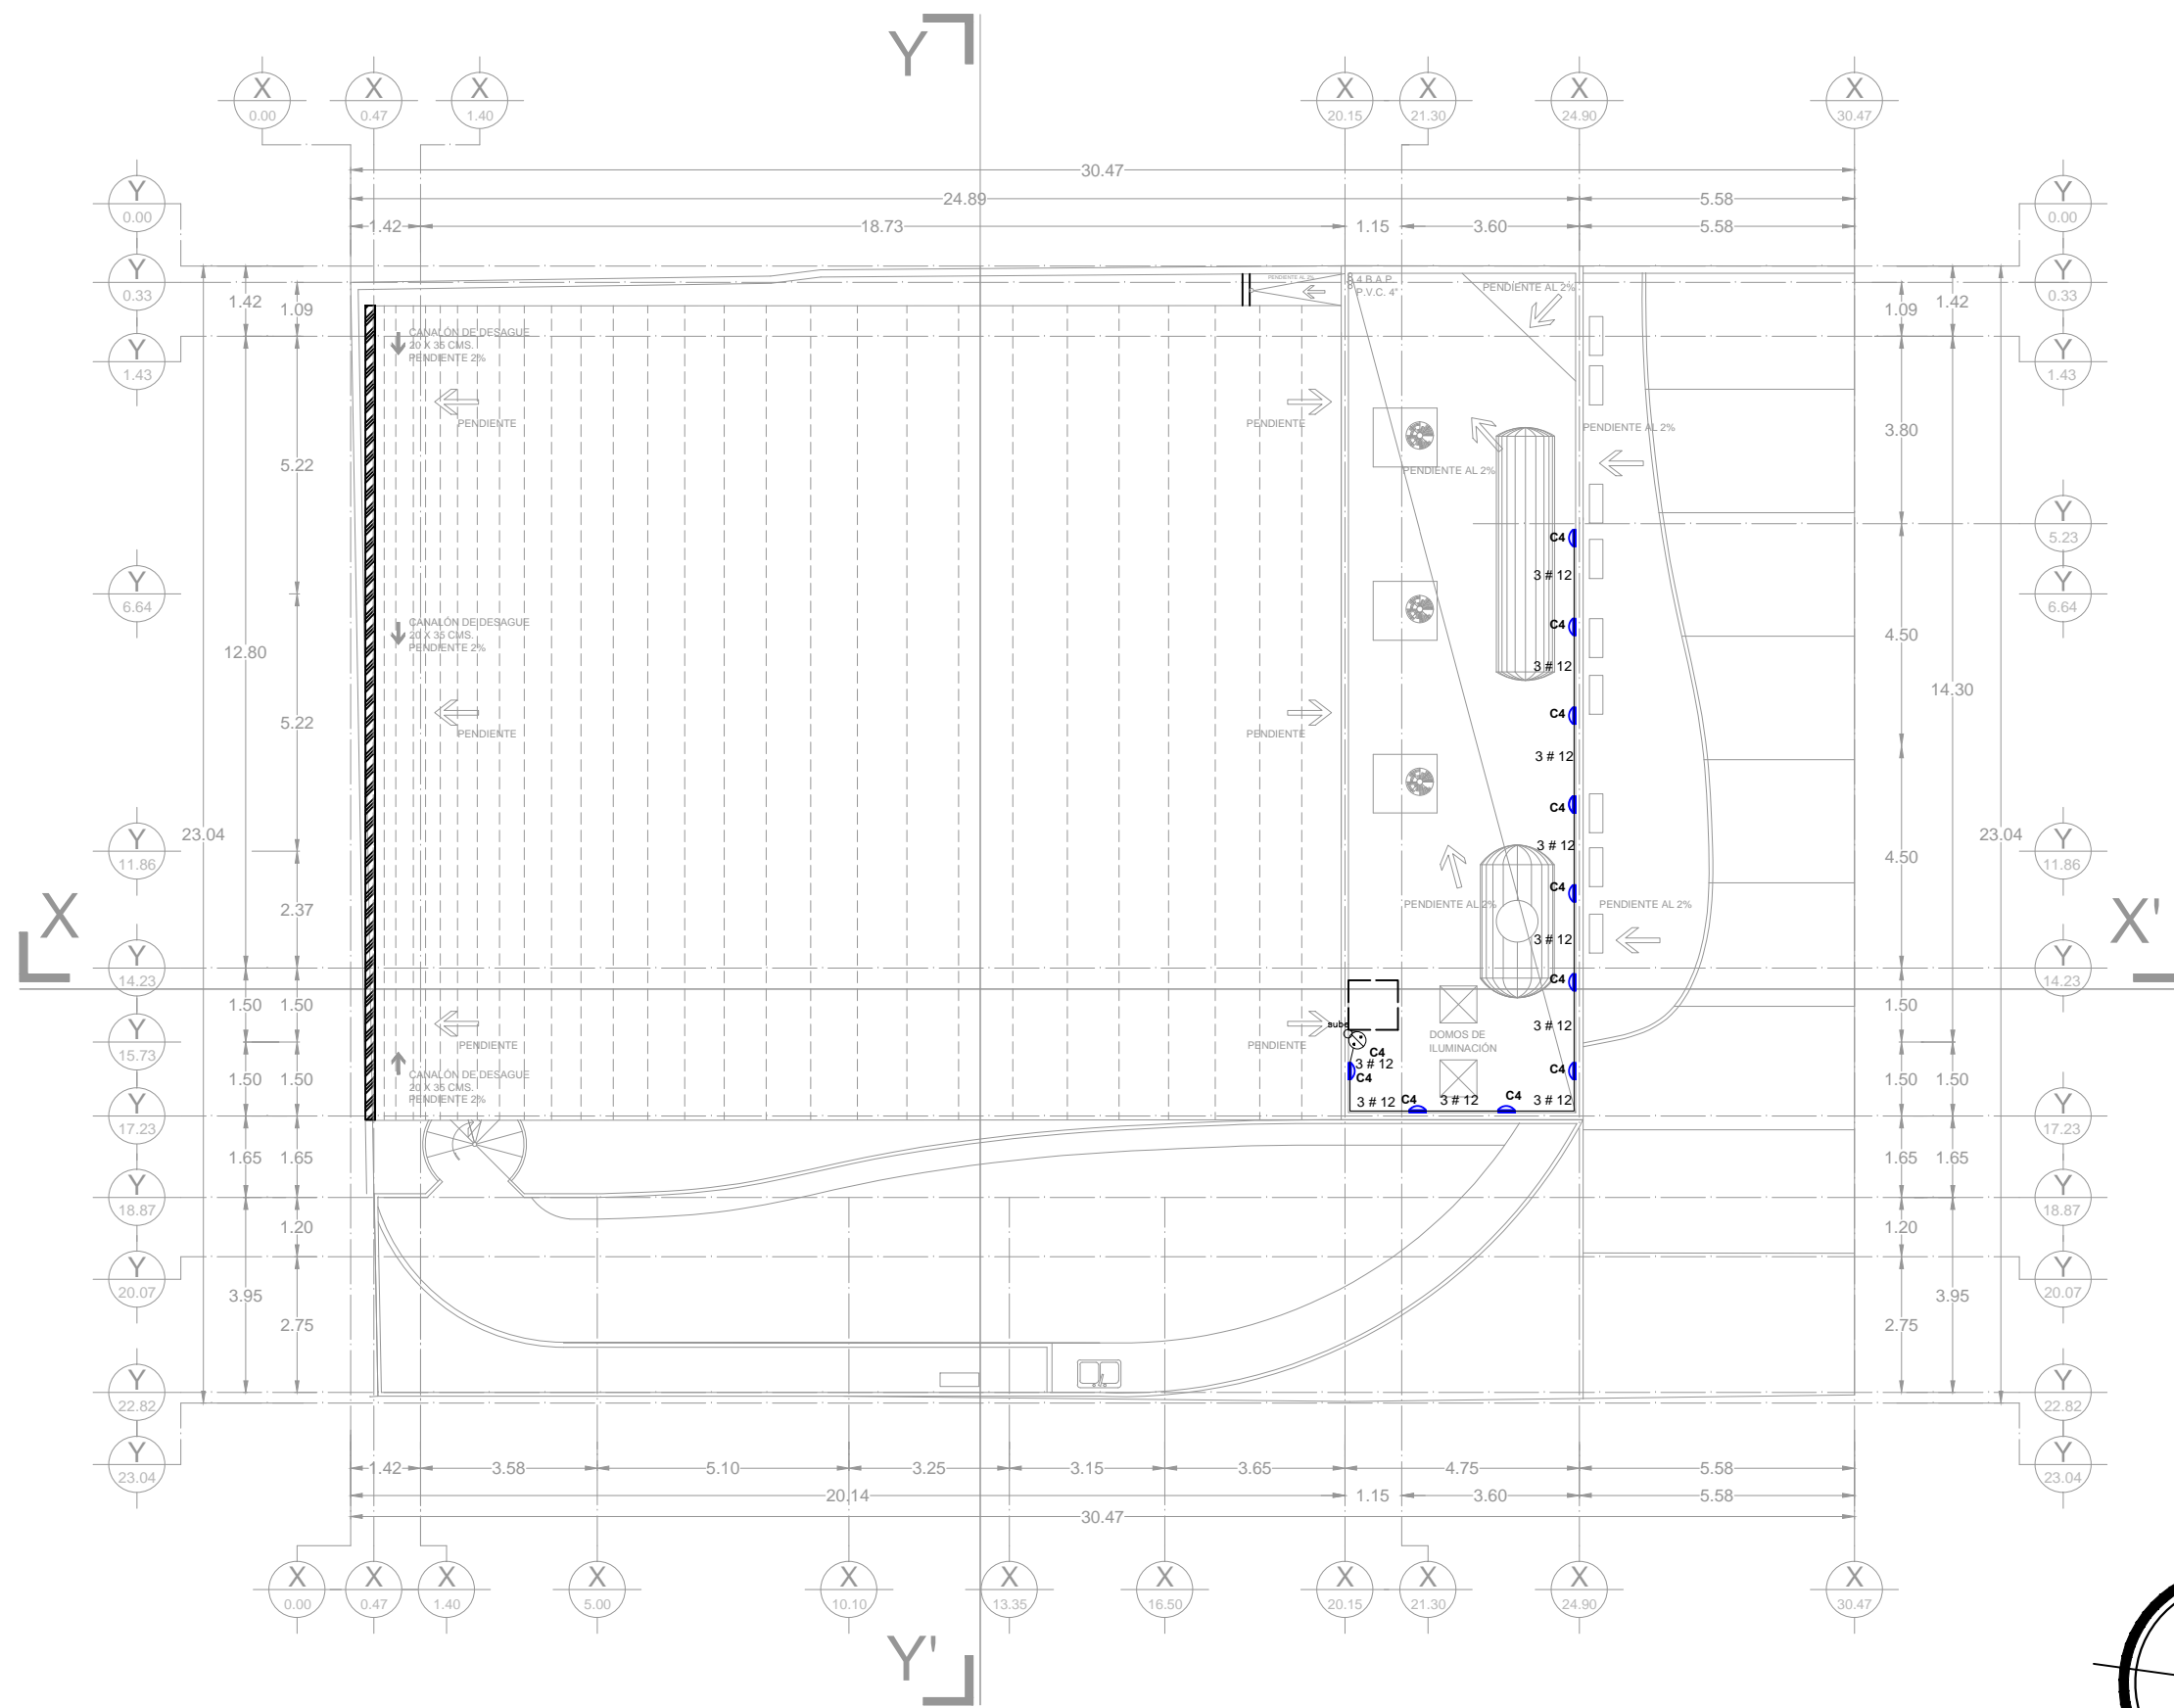 Y
X
0.00
X
0.47
X
1.40
X
20.15
X
21.30
X
24.90
X
30.47
30.47
24.89
5.58
1.42
18.73
1.15
3.60
5.58
Y
0.00
Y
0.33
Y
1.43
Y
6.64
Y
11.86
Y
14.23
Y
15.73
Y
17.23
Y
18.87
Y
20.07
Y
22.82
Y
23.04
23.04
1.42
12.80
1.50
1.50
1.65
3.95
1.09
5.22
5.22
2.37
1.50
1.50
1.65
1.20
2.75
X
X'
CANALÓN DE DESAGUE
20 X 35 CMS.
PENDIENTE 2%
PENDIENTE
CANALÓN DE DESAGUE
20 X 35 CMS.
PENDIENTE 2%
PENDIENTE
PENDIENTE
CANALÓN DE DESAGUE
20 X 35 CMS.
PENDIENTE 2%
PENDIENTE
PENDIENTE
PENDIENTE
PENDIENTE AL 2%
4 B.A.P.
P.V.C. 4"
PENDIENTE AL 2%
PENDIENTE AL 2%
PENDIENTE AL 2%
PENDIENTE AL 2%
PENDIENTE AL 2%
C4
3 # 12
C4
3 # 12
C4
3 # 12
C4
3 # 12
C4
3 # 12
C4
3 # 12
C4
3 # 12
C4
3 # 12
C4
3 # 12
C4
3 # 12
C4
sube
DOMOS DE
ILUMINACIÓN
1.09
3.80
4.50
4.50
1.50
1.50
1.65
1.20
2.75
1.42
14.30
1.50
1.65
3.95
23.04
Y
0.00
Y
0.33
Y
1.43
Y
5.23
Y
6.64
Y
11.86
Y
14.23
Y
17.23
Y
18.87
Y
20.07
Y
22.82
Y
23.04
1.42
3.58
5.10
3.25
3.15
3.65
4.75
5.58
20.14
1.15
3.60
5.58
30.47
X
0.00
X
0.47
X
1.40
X
5.00
X
10.10
X
13.35
X
16.50
X
20.15
X
21.30
X
24.90
X
30.47
Y'